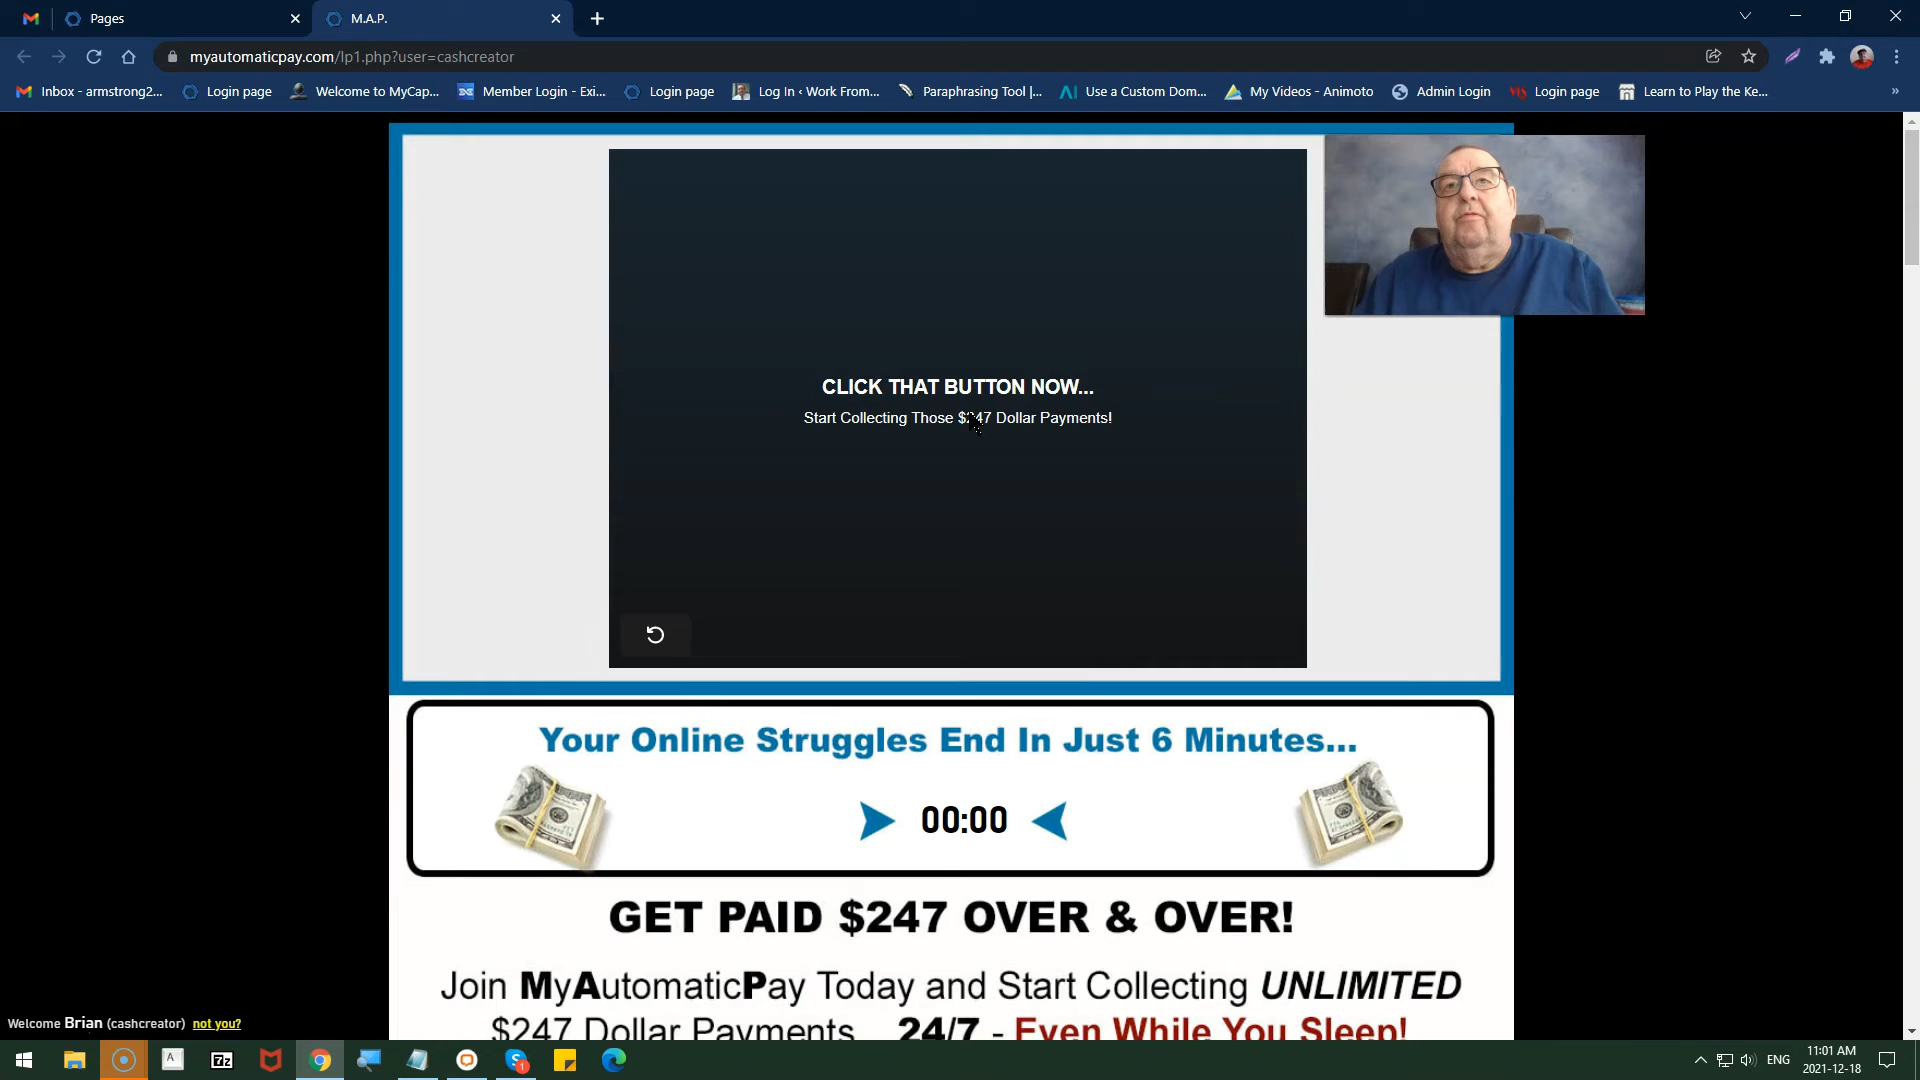 Pages
M.A.P.
myautomaticpay.com/lp1.php?user=cashcreator
Inbox - armstrong2...
Login page
Welcome to MyCap...
Member Login - Exi...
Login page
Log In ‹ Work From...
Paraphrasing Tool |...
Use a Custom Dom...
My Videos - Animoto
Admin Login
Login page
Learn to Play the Ke...
»
CLICK THAT BUTTON NOW...
Start Collecting Those $247 Dollar Payments!
Your Online Struggles End In Just 6 Minutes...
00:00
GET PAID $247 OVER & OVER!
Join MyAutomaticPay Today and Start Collecting UNLIMITED
$247 Dollar Payments 24/7 - Even While You Sleep!
Welcome Brian (cashcreator) not you?
A
7z
S
1
ENG
11:01 AM
2021-12-18